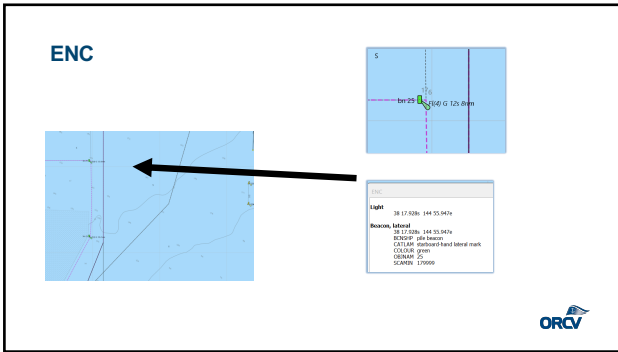 ENC
S
17
6
bn 25
Fl(4) G 12s 8nm
ENC
Light
38 17.928s 144 55.947e
Beacon, lateral
38 17.928s 144 55.947e
BCNSHP pile beacon
CATLAM starboard-hand lateral mark
COLOUR green
OBJNAM 25
SCAMIN 179999
ORCV